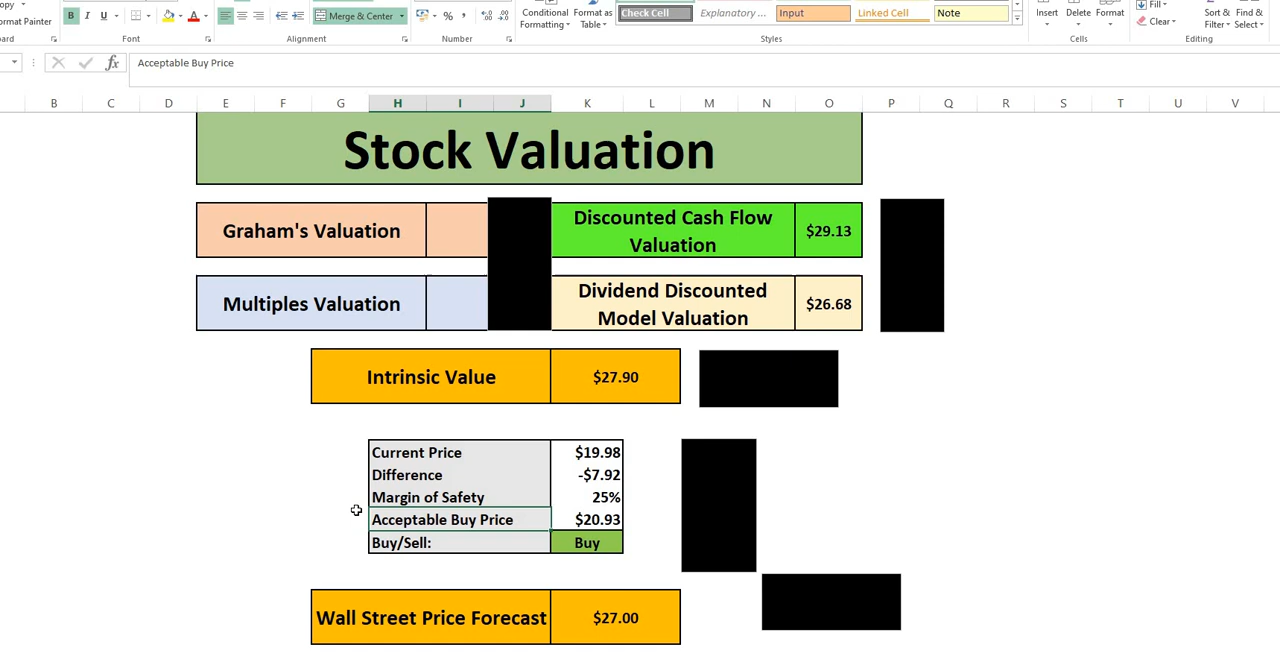 opy
Conditional Format as Check Cell Explanatory ... Input Linked Cell Note Insert Delete Format Fill Sort & Find &
ormat Painter B I U A Merge & Center % , Formatting Table Clear Filter Select
ard Font Alignment Number Styles Cells Editing
fx Acceptable Buy Price
B C D E F G H I J K L M N O P Q R S T U V
Stock Valuation
Graham's Valuation
Discounted Cash Flow
Valuation
$29.13
Multiples Valuation
Dividend Discounted
Model Valuation
$26.68
Intrinsic Value $27.90
Current Price $19.98
Difference -$7.92
Margin of Safety 25%
Acceptable Buy Price $20.93
Buy/Sell: Buy
Wall Street Price Forecast $27.00